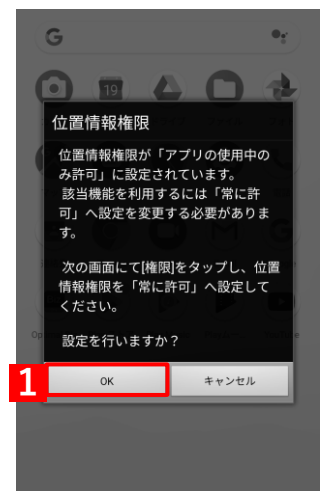 G
19
位置情報権限
位置情報権限が「アプリの使用中の
み許可」に設定されています。
該当機能を利用するには「常に許
可」へ設定を変更する必要がありま
す。
次の画面にて[権限]をタップし、位置
情報権限を「常に許可」へ設定して
ください。
設定を行いますか？
1
OK
キャンセル